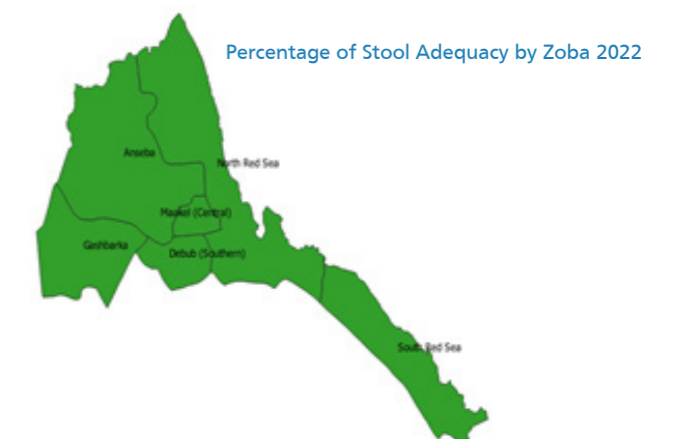 Percentage of Stool Adequacy by Zoba 2022
Anseba
North Red Sea
Maakel (Central)
Gashbarka
Debub (Southern)
South Red Sea